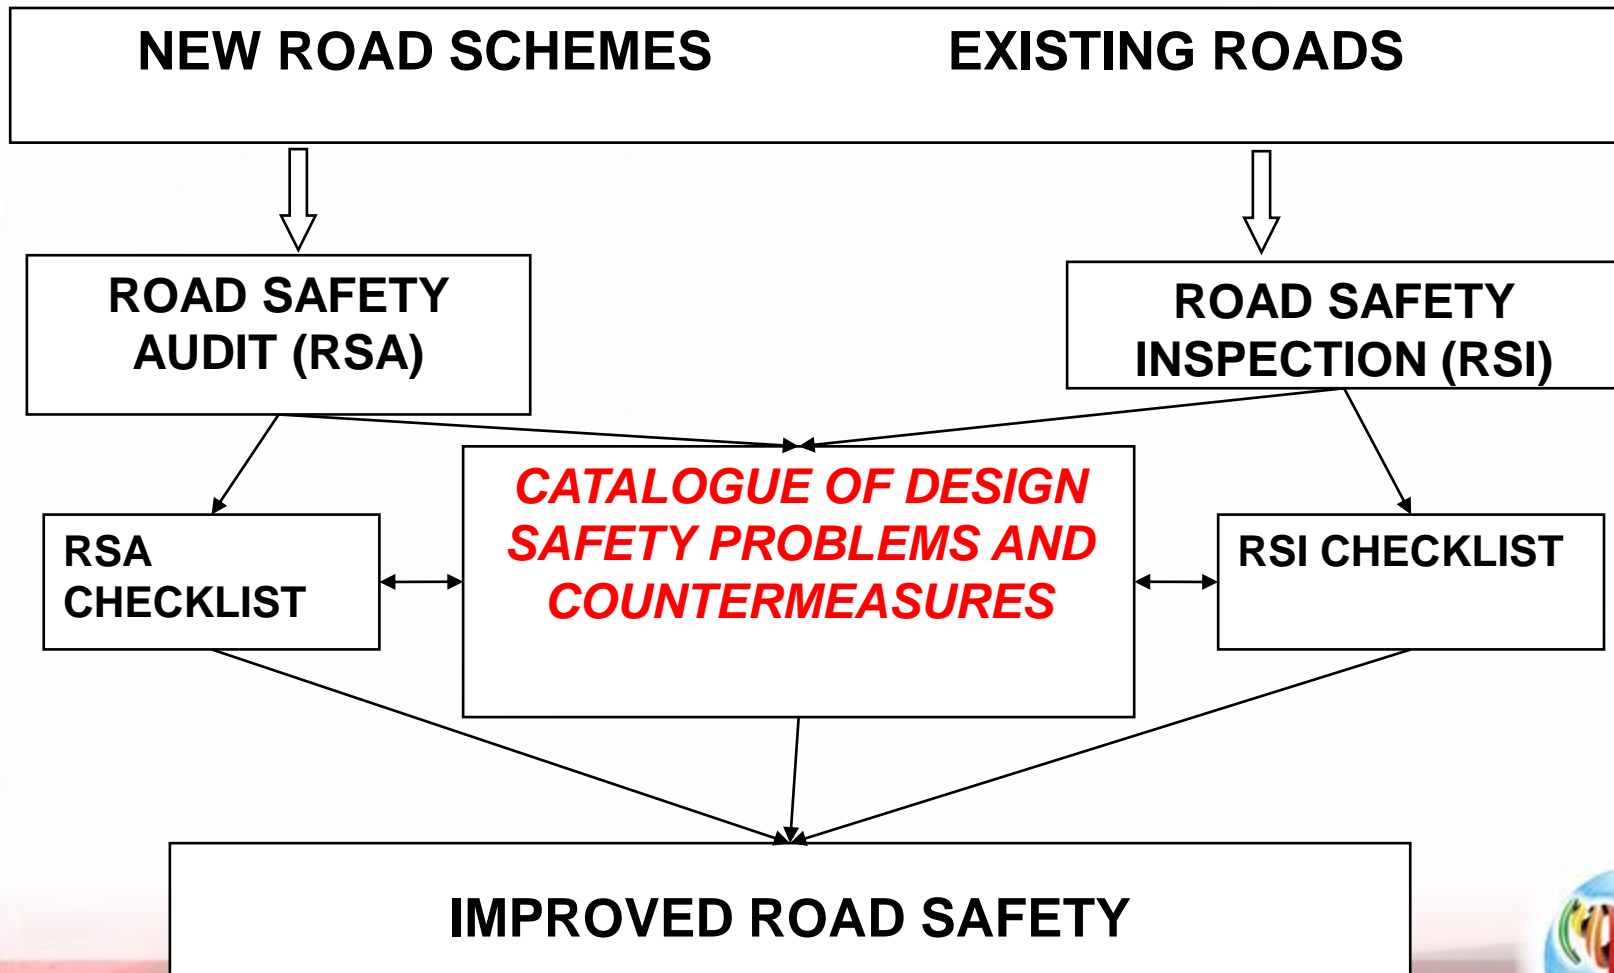 NEW ROAD SCHEMES EXISTING ROADS
ROAD SAFETY
AUDIT (RSA)
ROAD SAFETY
INSPECTION (RSI)
CATALOGUE OF DESIGN
SAFETY PROBLEMS AND
COUNTERMEASURES
RSA
CHECKLIST
RSI CHECKLIST
IMPROVED ROAD SAFETY